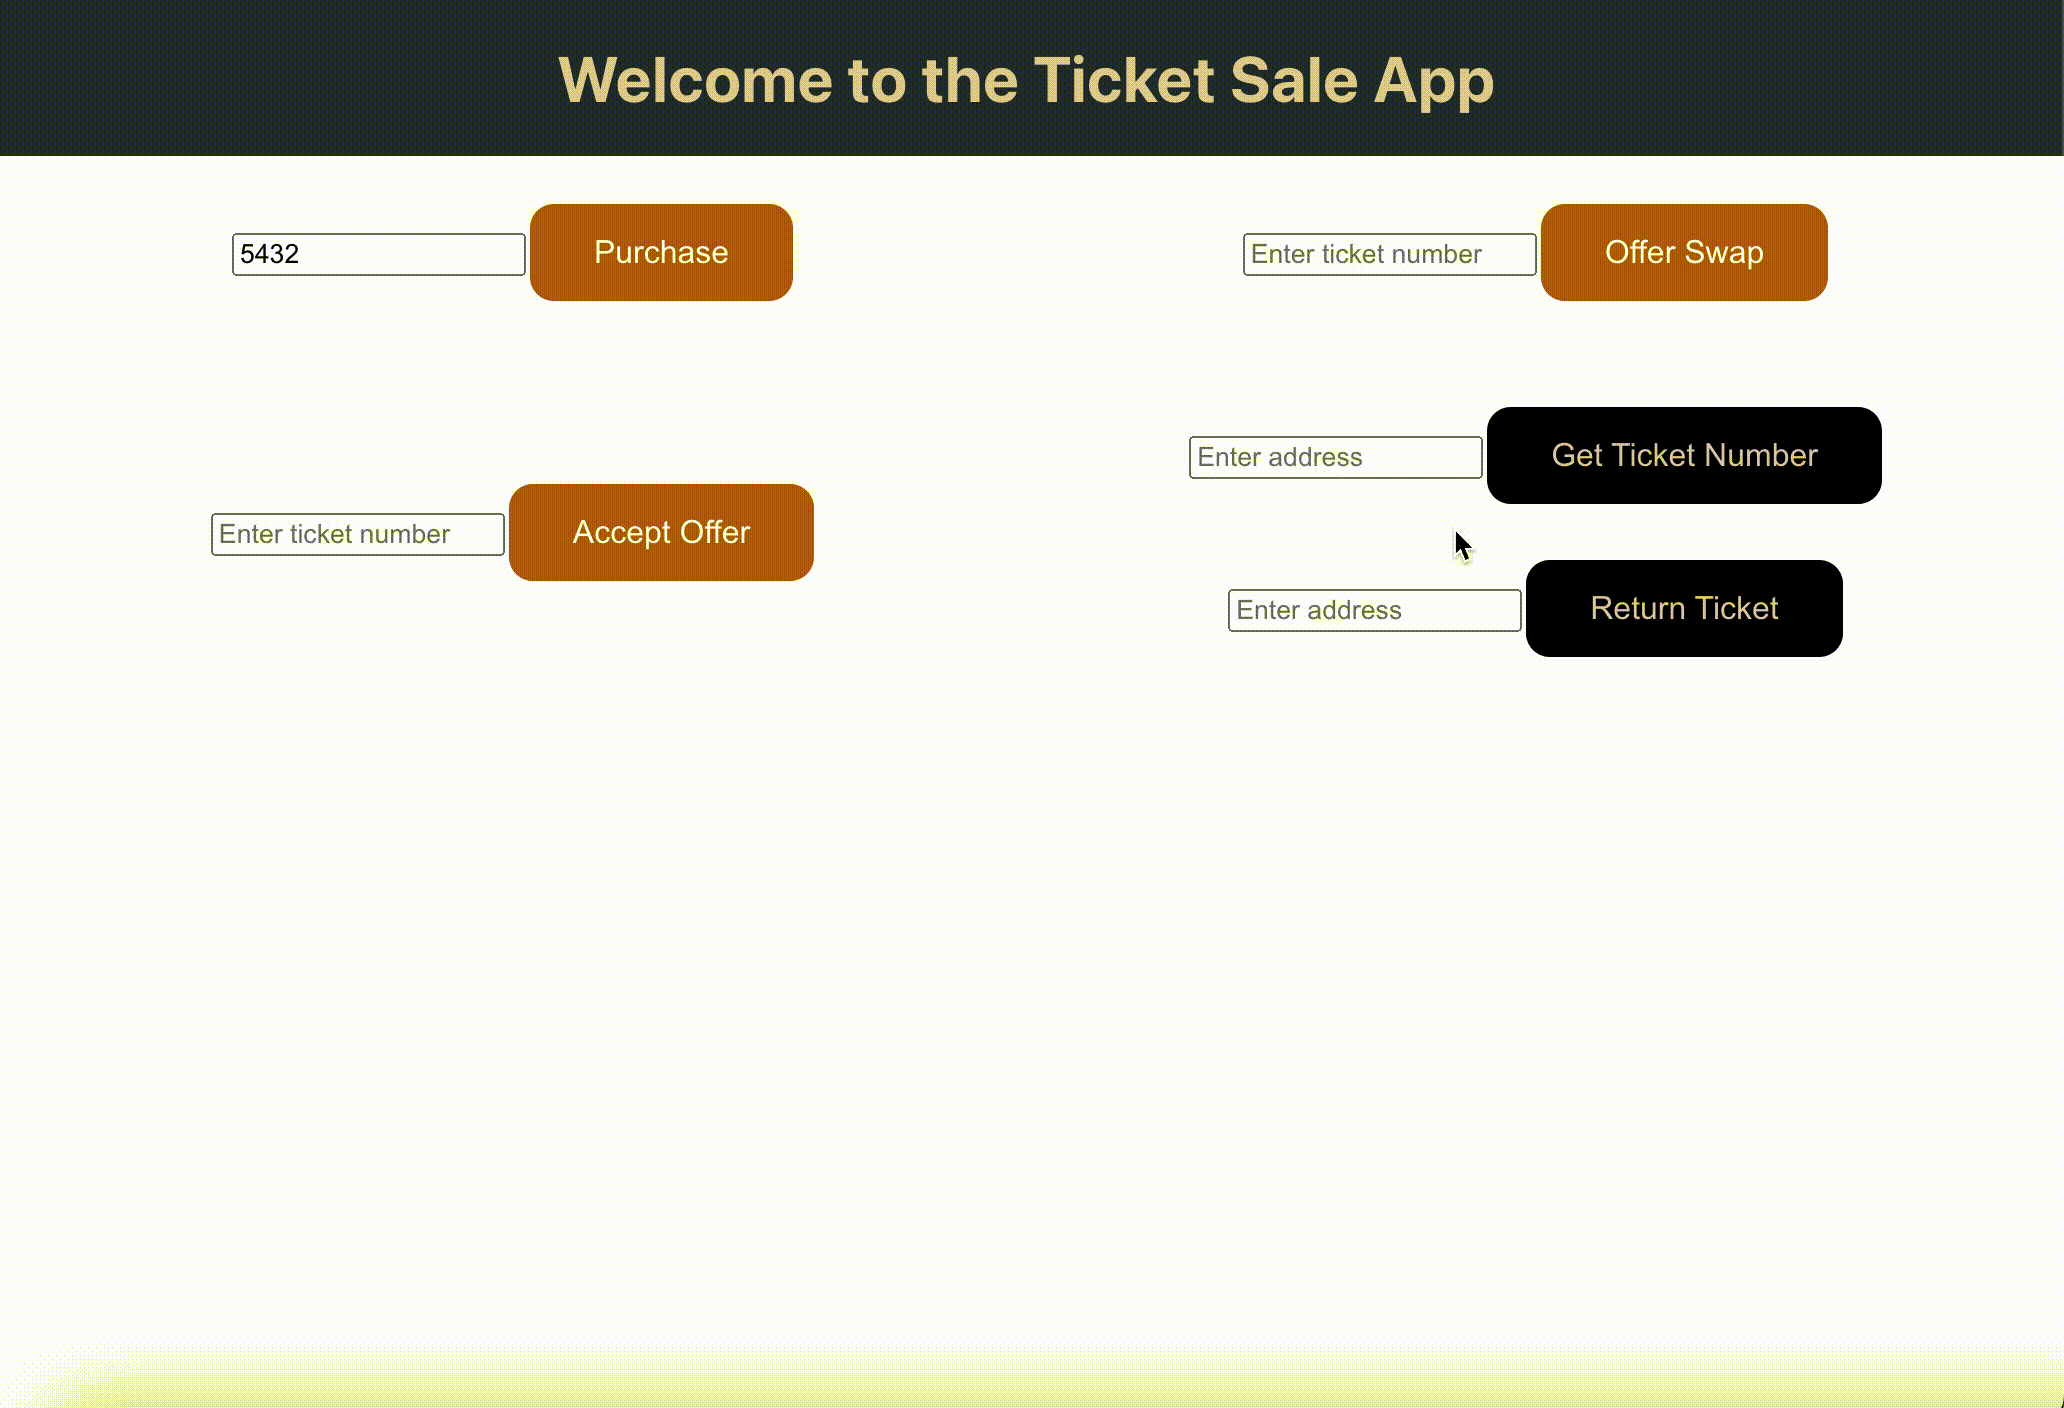 Welcome to the Ticket Sale App
5432 Purchase
Enter ticket number Offer Swap
Enter address Get Ticket Number
Enter ticket number Accept Offer
Enter address Return Ticket